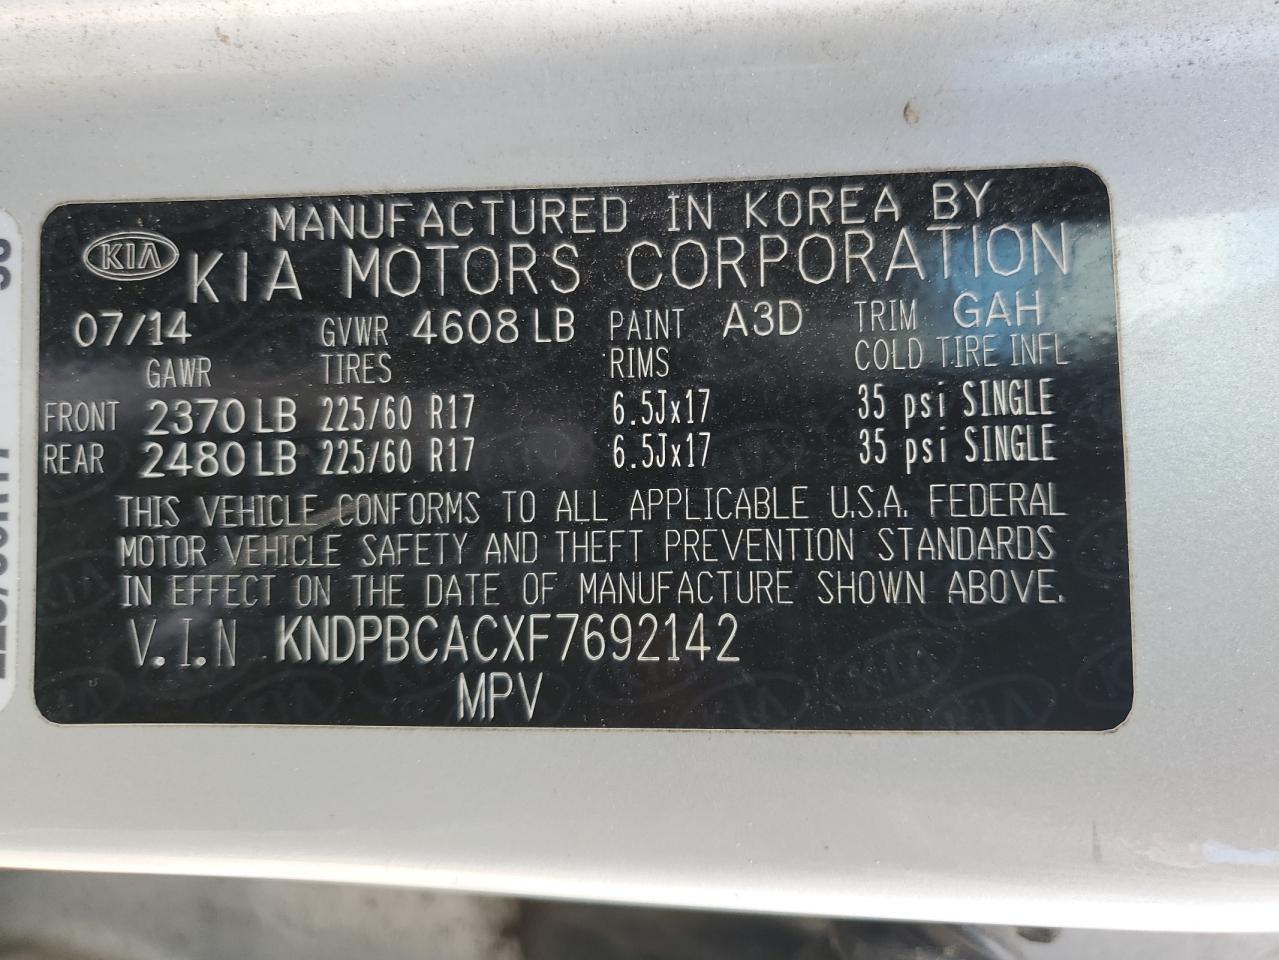 MANUFACTURED IN KOREA BY
KIA KIA MOTORS CORPORATION
07/14 GVWR 4608 LB PAINT A3D TRIM GAH
GAWR TIRES RIMS COLD TIRE INFL
FRONT 2370 LB 225/60 R17 6.5Jx17 35 psi SINGLE
REAR 2480 LB 225/60 R17 6.5Jx17 35 psi SINGLE
THIS VEHICLE CONFORMS TO ALL APPLICABLE U.S.A. FEDERAL
MOTOR VEHICLE SAFETY AND THEFT PREVENTION STANDARDS
IN EFFECT ON THE DATE OF MANUFACTURE SHOWN ABOVE.
V.I.N KNDPBCACXF7692142
MPV